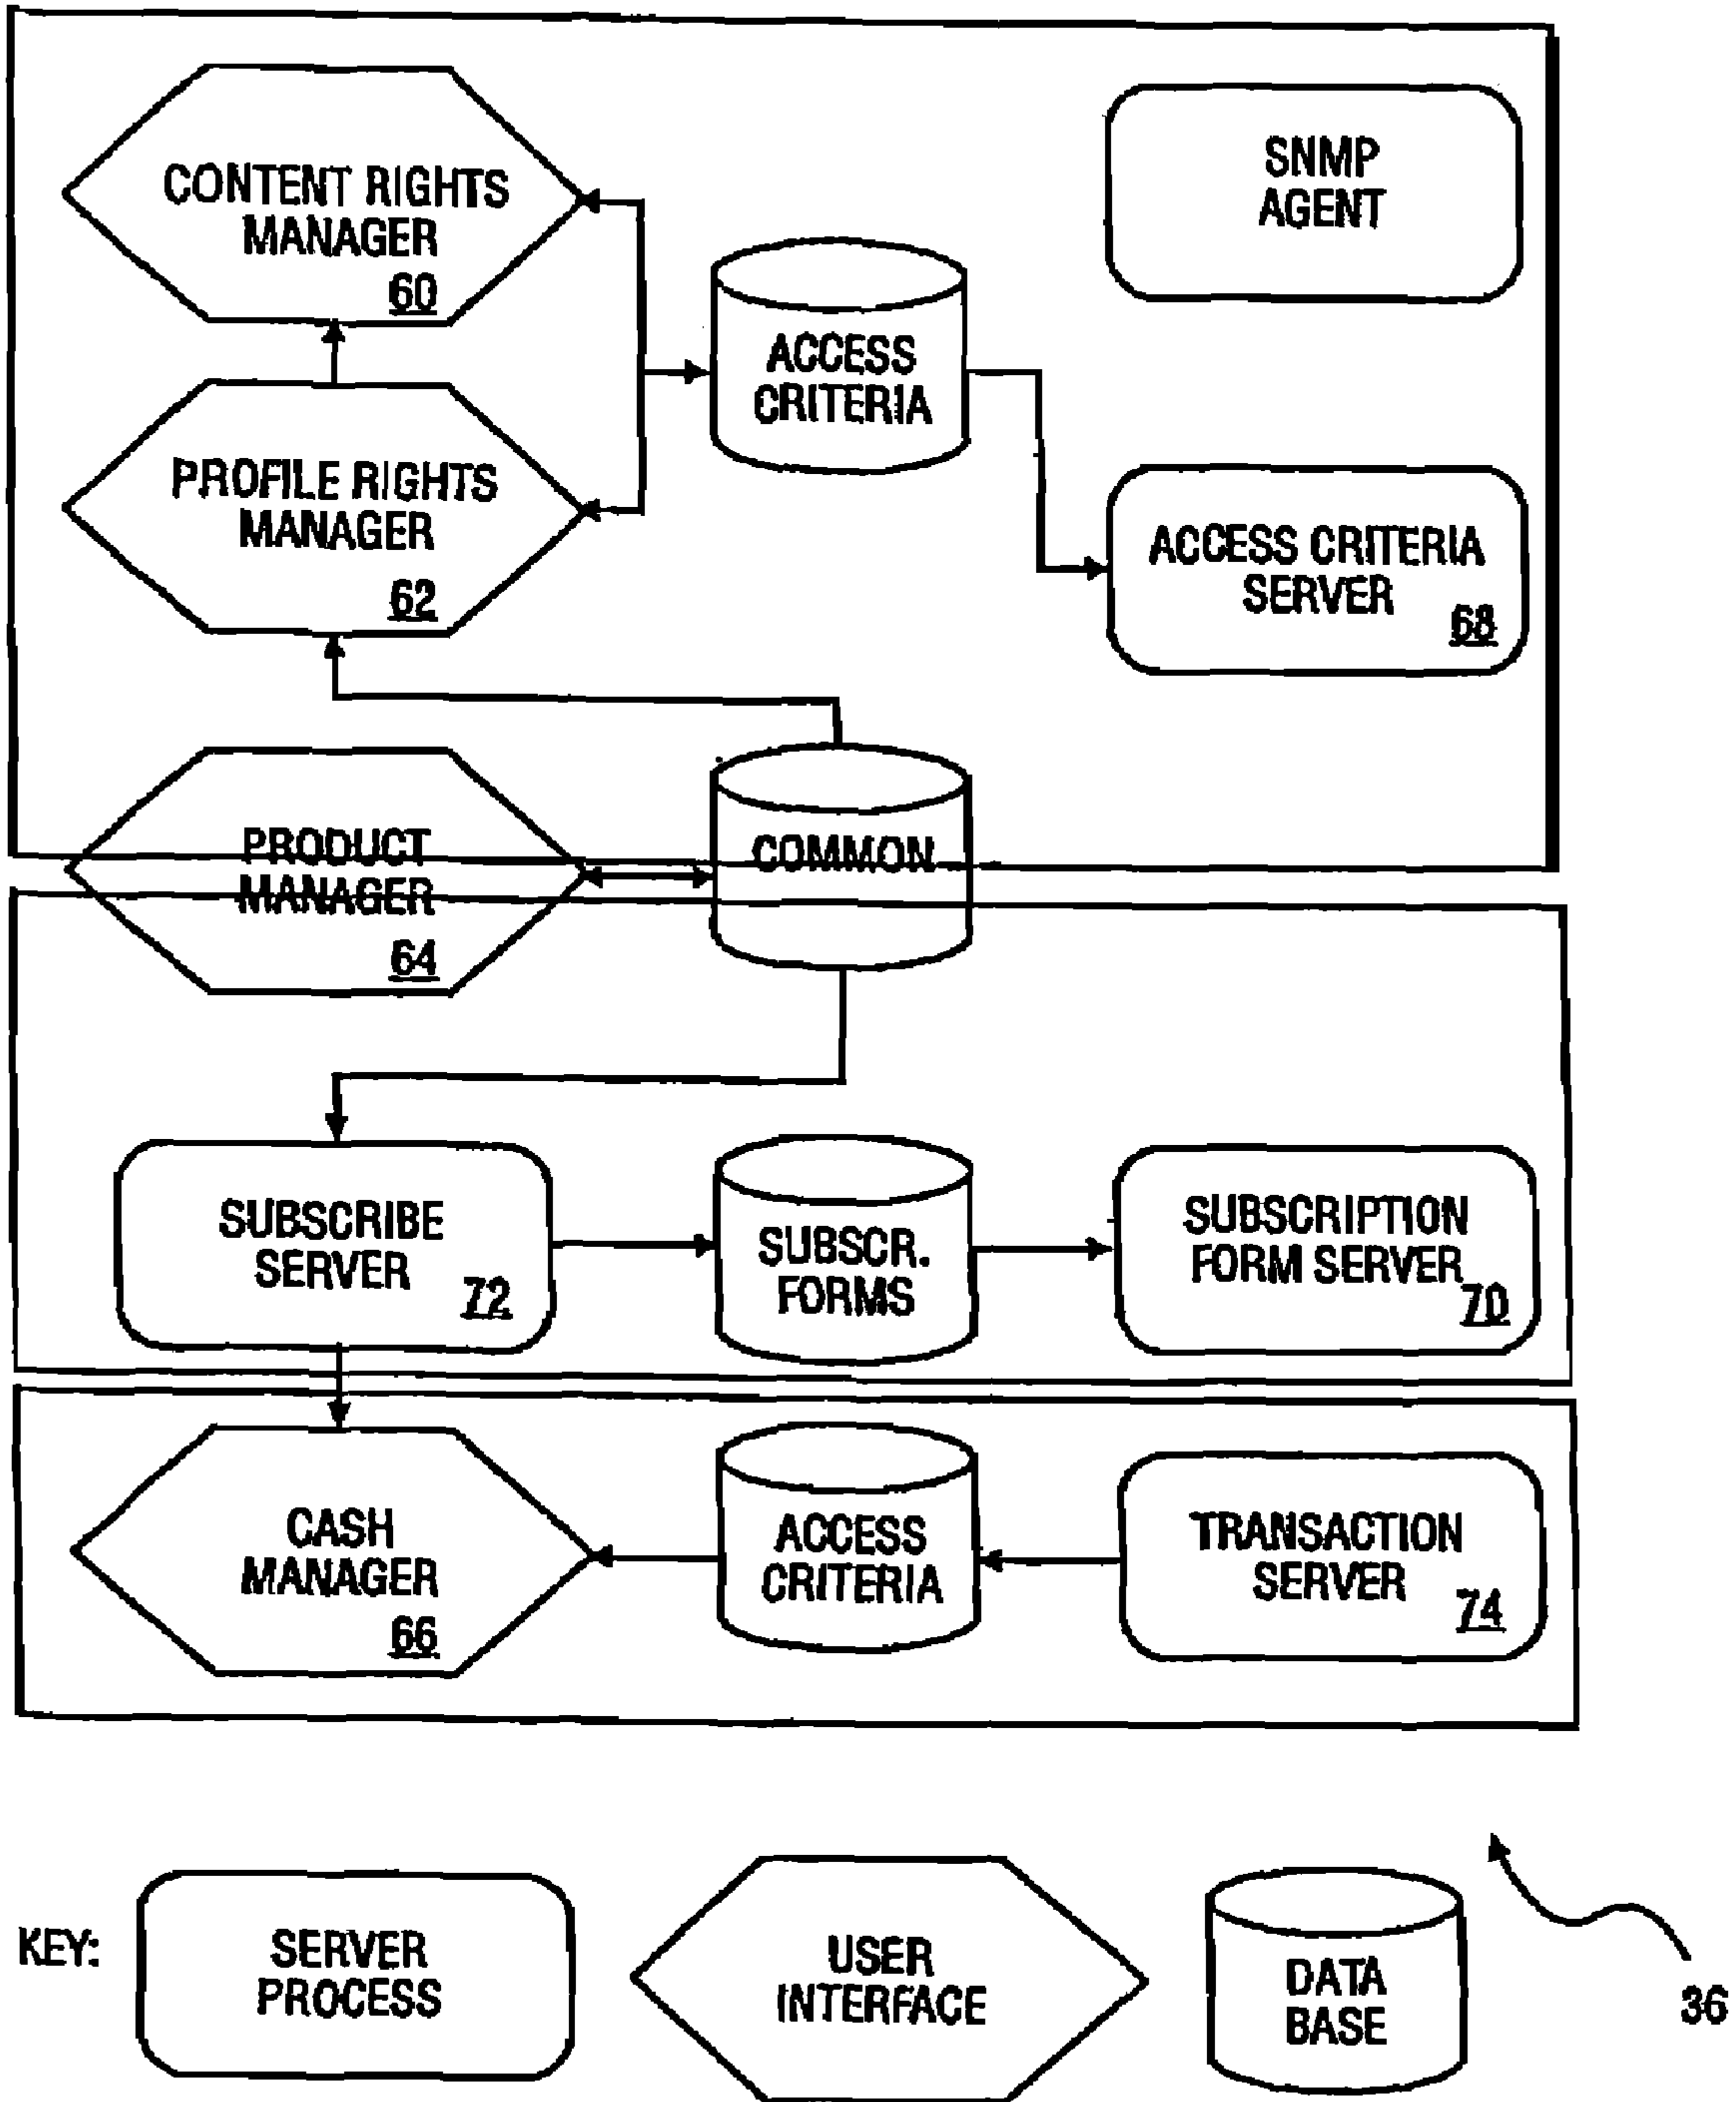 CONTENT RIGHTS
MANAGER
60
SNMP
AGENT
ACCESS
CRITERIA
PROFILE RIGHTS
MANAGER
62
ACCESS CRITERIA
SERVER
68
PRODUCT
MANAGER
64
COMMON
SUBSCRIBE
SERVER
72
SUBSCR.
FORMS
SUBSCRIPTION
FORM SERVER
70
CASH
MANAGER
66
ACCESS
CRITERIA
TRANSACTION
SERVER
74
KEY:
SERVER
PROCESS
USER
INTERFACE
DATA
BASE
36